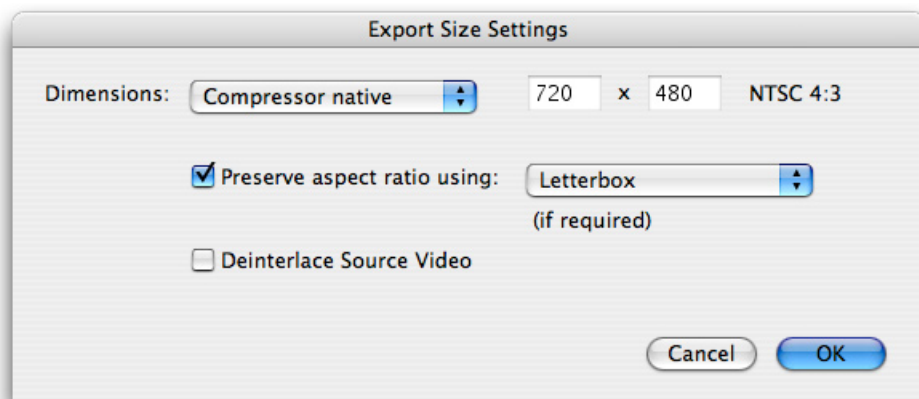 Export Size Settings
Dimensions: Compressor native 720 x 480 NTSC 4:3
Preserve aspect ratio using: Letterbox
(if required)
Deinterlace Source Video
Cancel OK